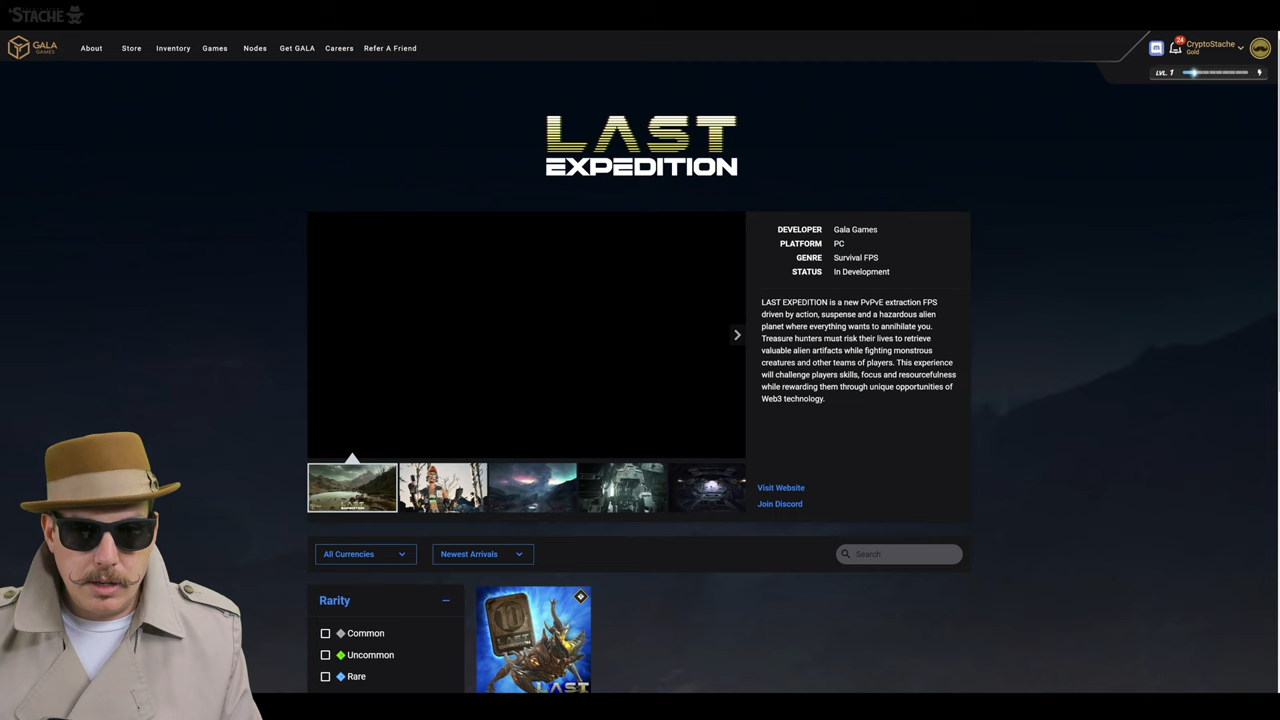 STACHE
GALA
GAMES
About
Store
Inventory
Games
Nodes
Get GALA
Careers
Refer A Friend
24
CryptoStache
Gold
LVL. 1
LAST
EXPEDITION
DEVELOPER Gala Games
PLATFORM PC
GENRE Survival FPS
STATUS In Development
LAST EXPEDITION is a new PvPvE extraction FPS
driven by action, suspense and a hazardous alien
planet where everything wants to annihilate you.
Treasure hunters must risk their lives to retrieve
valuable alien artifacts while fighting monstrous
creatures and other teams of players. This experience
will challenge players skills, focus and resourcefulness
while rewarding them through unique opportunities of
Web3 technology.
LAST
EXPEDITION
Visit Website
Join Discord
All Currencies
Newest Arrivals
Search
Rarity
Common
Uncommon
Rare
LAST